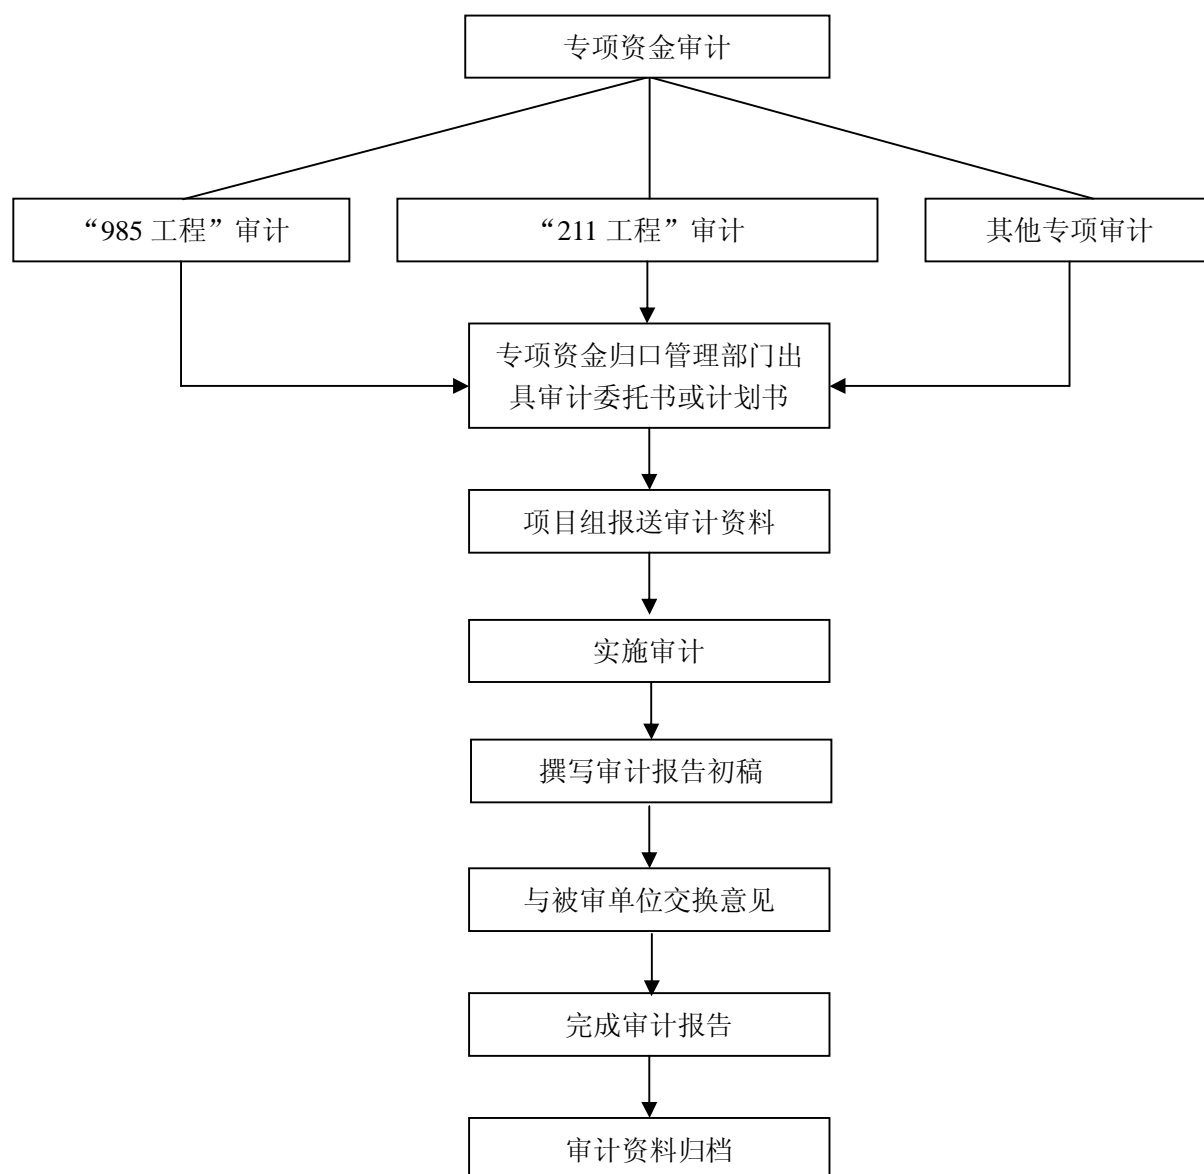 专项资金审计
“985 工程”审计
“211 工程”审计
其他专项审计
专项资金归口管理部门出
具审计委托书或计划书
项目组报送审计资料
实施审计
撰写审计报告初稿
与被审单位交换意见
完成审计报告
审计资料归档